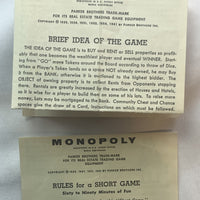 PARKER BROTHERS TRADE-MARK
FOR ITS REAL ESTATE TRADING GAME EQUIPMENT
BRIEF IDEA OF THE GAME
THE IDEA OF THE GAME is to BUY and RENT or SELL properties so profit-
ably that one becomes the wealthiest player and eventual WINNER. Start-
ing from "GO" move Tokens around the Board according to throw of Dice.
When a Player's Token lands on a space not already owned, he may Buy it
from the BANK: otherwise it is Auctioned to the Highest Bidder. The
OBJECT of Owning property is to collect Rents from Opponents stopping
there. Rentals are greatly increased by the erection of Houses and Hotels,
so it is wise to build them on some of your Building Lots. To raise
money, Lots may be mortgaged to the Bank. Community Chest and Chance
spaces give the draw of a Card, instructions on which must be followed.
MONOPOLY
PARKER BROTHERS TRADE-MARK
FOR ITS REAL ESTATE TRADING GAME
EQUIPMENT
RULES for a SHORT GAME
Sixty to Ninety Minutes of Fun